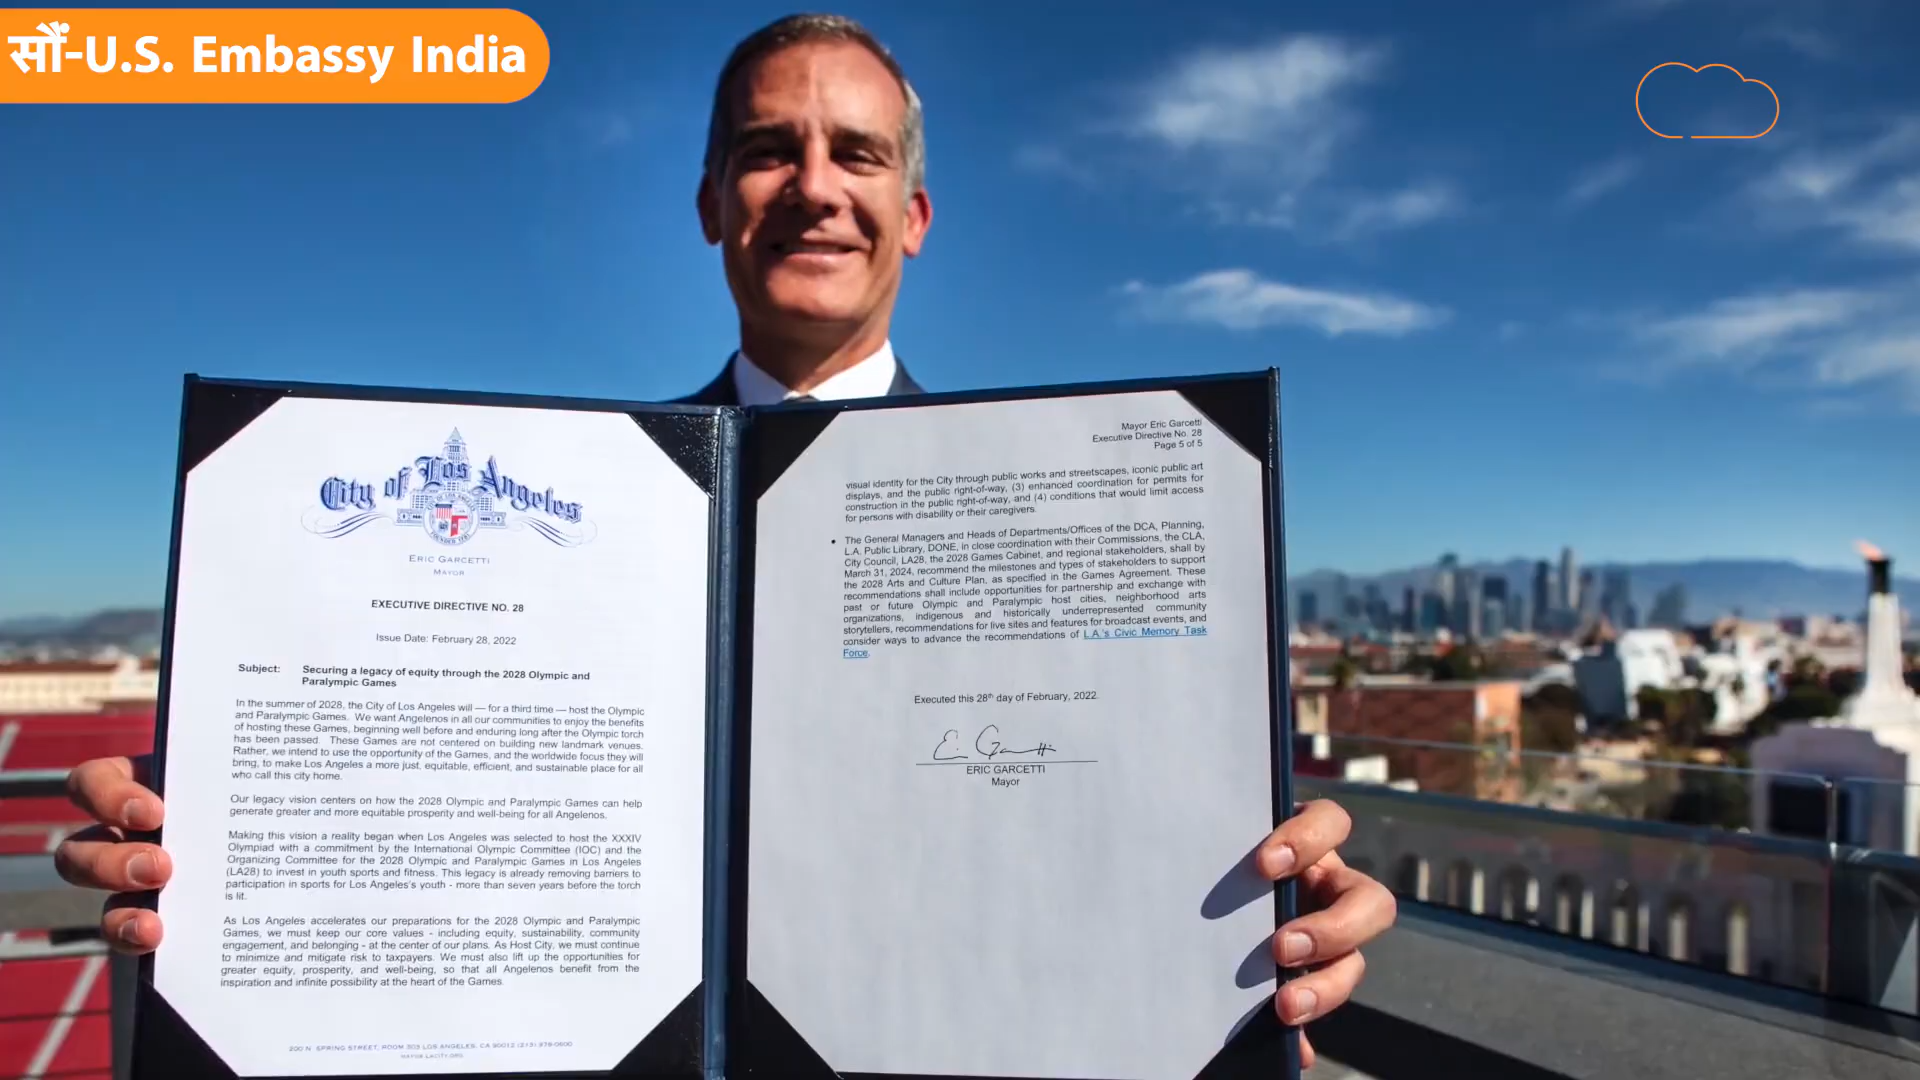 सौं-U.S. Embassy India
City of Los Angeles
FOUNDED 1781
ERIC GARCETTI
MAYOR
EXECUTIVE DIRECTIVE NO. 28
Issue Date: February 28, 2022
Subject: Securing a legacy of equity through the 2028 Olympic and
Paralympic Games
In the summer of 2028, the City of Los Angeles will — for a third time — host the Olympic
and Paralympic Games. We want Angelenos in all our communities to enjoy the benefits
of hosting these Games, beginning well before and enduring long after the Olympic torch
has been passed. These Games are not centered on building new landmark venues.
Rather, we intend to use the opportunity of the Games, and the worldwide focus they will
bring, to make Los Angeles a more just, equitable, efficient, and sustainable place for all
who call this city home.
Our legacy vision centers on how the 2028 Olympic and Paralympic Games can help
generate greater and more equitable prosperity and well-being for all Angelenos.
Making this vision a reality began when Los Angeles was selected to host the XXXIV
Olympiad with a commitment by the International Olympic Committee (IOC) and the
Organizing Committee for the 2028 Olympic and Paralympic Games in Los Angeles
(LA28) to invest in youth sports and fitness. This legacy is already removing barriers to
participation in sports for Los Angeles's youth - more than seven years before the torch
is lit.
As Los Angeles accelerates our preparations for the 2028 Olympic and Paralympic
Games, we must keep our core values - including equity, sustainability, community
engagement, and belonging - at the center of our plans. As Host City, we must continue
to minimize and mitigate risk to taxpayers. We must also lift up the opportunities for
greater equity, prosperity, and well-being, so that all Angelenos benefit from the
inspiration and infinite possibility at the heart of the Games.
200 N. SPRING STREET, ROOM 303 LOS ANGELES, CA 90012 (213) 978-0600
MAYOR.LACITY.ORG
Mayor Eric Garcetti
Executive Directive No. 28
Page 5 of 5
visual identity for the City through public works and streetscapes, iconic public art
displays, and the public right-of-way, (3) enhanced coordination for permits for
construction in the public right-of-way, and (4) conditions that would limit access
for persons with disability or their caregivers.
• The General Managers and Heads of Departments/Offices of the DCA, Planning,
L.A. Public Library, DONE, in close coordination with their Commissions, the CLA,
City Council, LA28, the 2028 Games Cabinet, and regional stakeholders, shall by
March 31, 2024, recommend the milestones and types of stakeholders to support
the 2028 Arts and Culture Plan, as specified in the Games Agreement. These
recommendations shall include opportunities for partnership and exchange with
past or future Olympic and Paralympic host cities, neighborhood arts
organizations, indigenous and historically underrepresented community
storytellers, recommendations for live sites and features for broadcast events, and
consider ways to advance the recommendations of L.A.'s Civic Memory Task
Force.
Executed this 28th day of February, 2022.
E. Garcetti
ERIC GARCETTI
Mayor